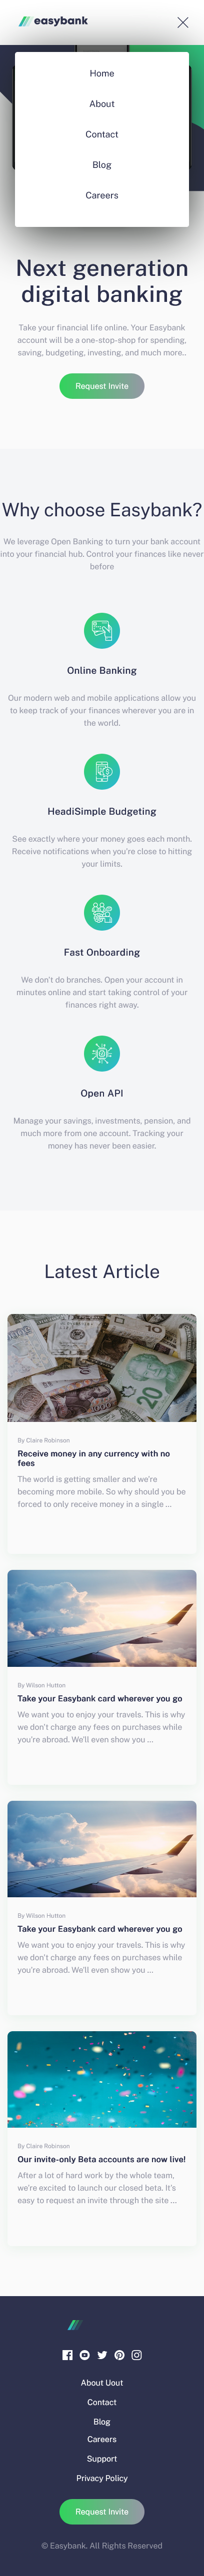 easybank
Home
About
Contact
Blog
Careers
Next generation
digital banking
Take your financial life online. Your Easybank
account will be a one-stop-shop for spending,
saving, budgeting, investing, and much more..
Request Invite
Why choose Easybank?
We leverage Open Banking to turn your bank account
into your financial hub. Control your finances like never
before
Online Banking
Our modern web and mobile applications allow you
to keep track of your finances wherever you are in
the world.
HeadiSimple Budgeting
See exactly where your money goes each month.
Receive notifications when you're close to hitting
your limits.
Fast Onboarding
We don't do branches. Open your account in
minutes online and start taking control of your
finances right away.
Open API
Manage your savings, investments, pension, and
much more from one account. Tracking your
money has never been easier.
Latest Article
By Claire Robinson
Receive money in any currency with no
fees
The world is getting smaller and we're
becoming more mobile. So why should you be
forced to only receive money in a single ...
By Wilson Hutton
Take your Easybank card wherever you go
We want you to enjoy your travels. This is why
we don't charge any fees on purchases while
you're abroad. We'll even show you ...
By Wilson Hutton
Take your Easybank card wherever you go
We want you to enjoy your travels. This is why
we don't charge any fees on purchases while
you're abroad. We'll even show you ...
By Claire Robinson
Our invite-only Beta accounts are now live!
After a lot of hard work by the whole team,
we're excited to launch our closed beta. It's
easy to request an invite through the site ...
About Uout
Contact
Blog
Careers
Support
Privacy Policy
Request Invite
© Easybank. All Rights Reserved